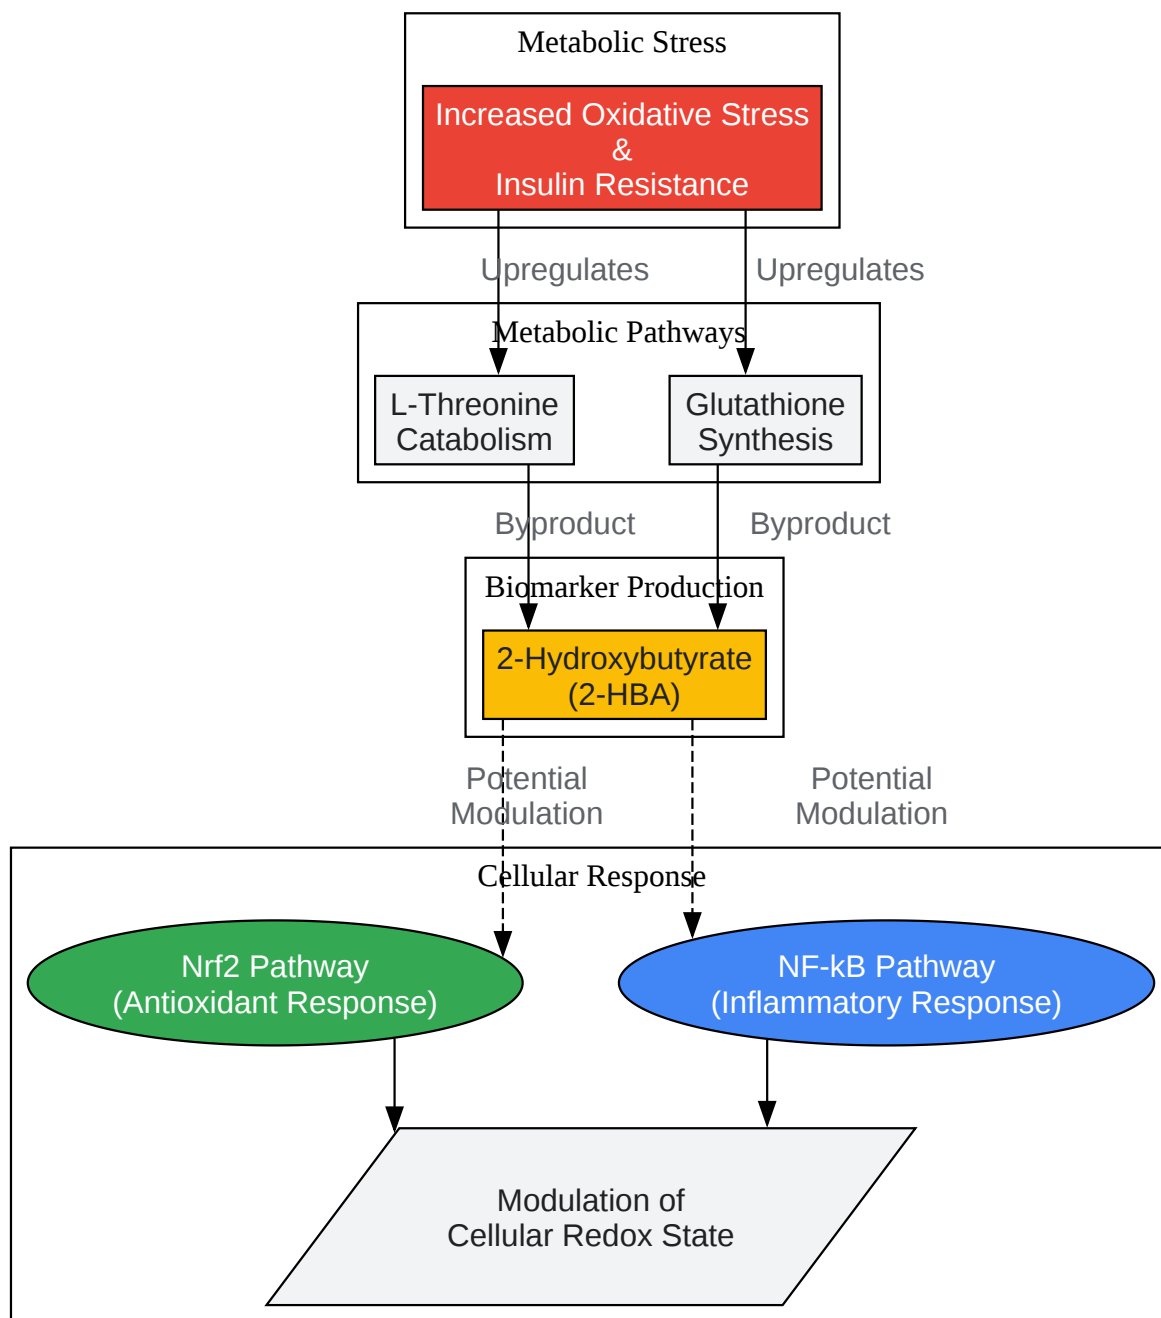 Metabolic Stress
Increased Oxidative Stress
&
Insulin Resistance
Upregulates
Upregulates
Metabolic Pathways
L-Threonine
Catabolism
Glutathione
Synthesis
Byproduct
Byproduct
Biomarker Production
2-Hydroxybutyrate
(2-HBA)
Potential
Modulation
Potential
Modulation
Cellular Response
Nrf2 Pathway
(Antioxidant Response)
NF-kB Pathway
(Inflammatory Response)
Modulation of
Cellular Redox State